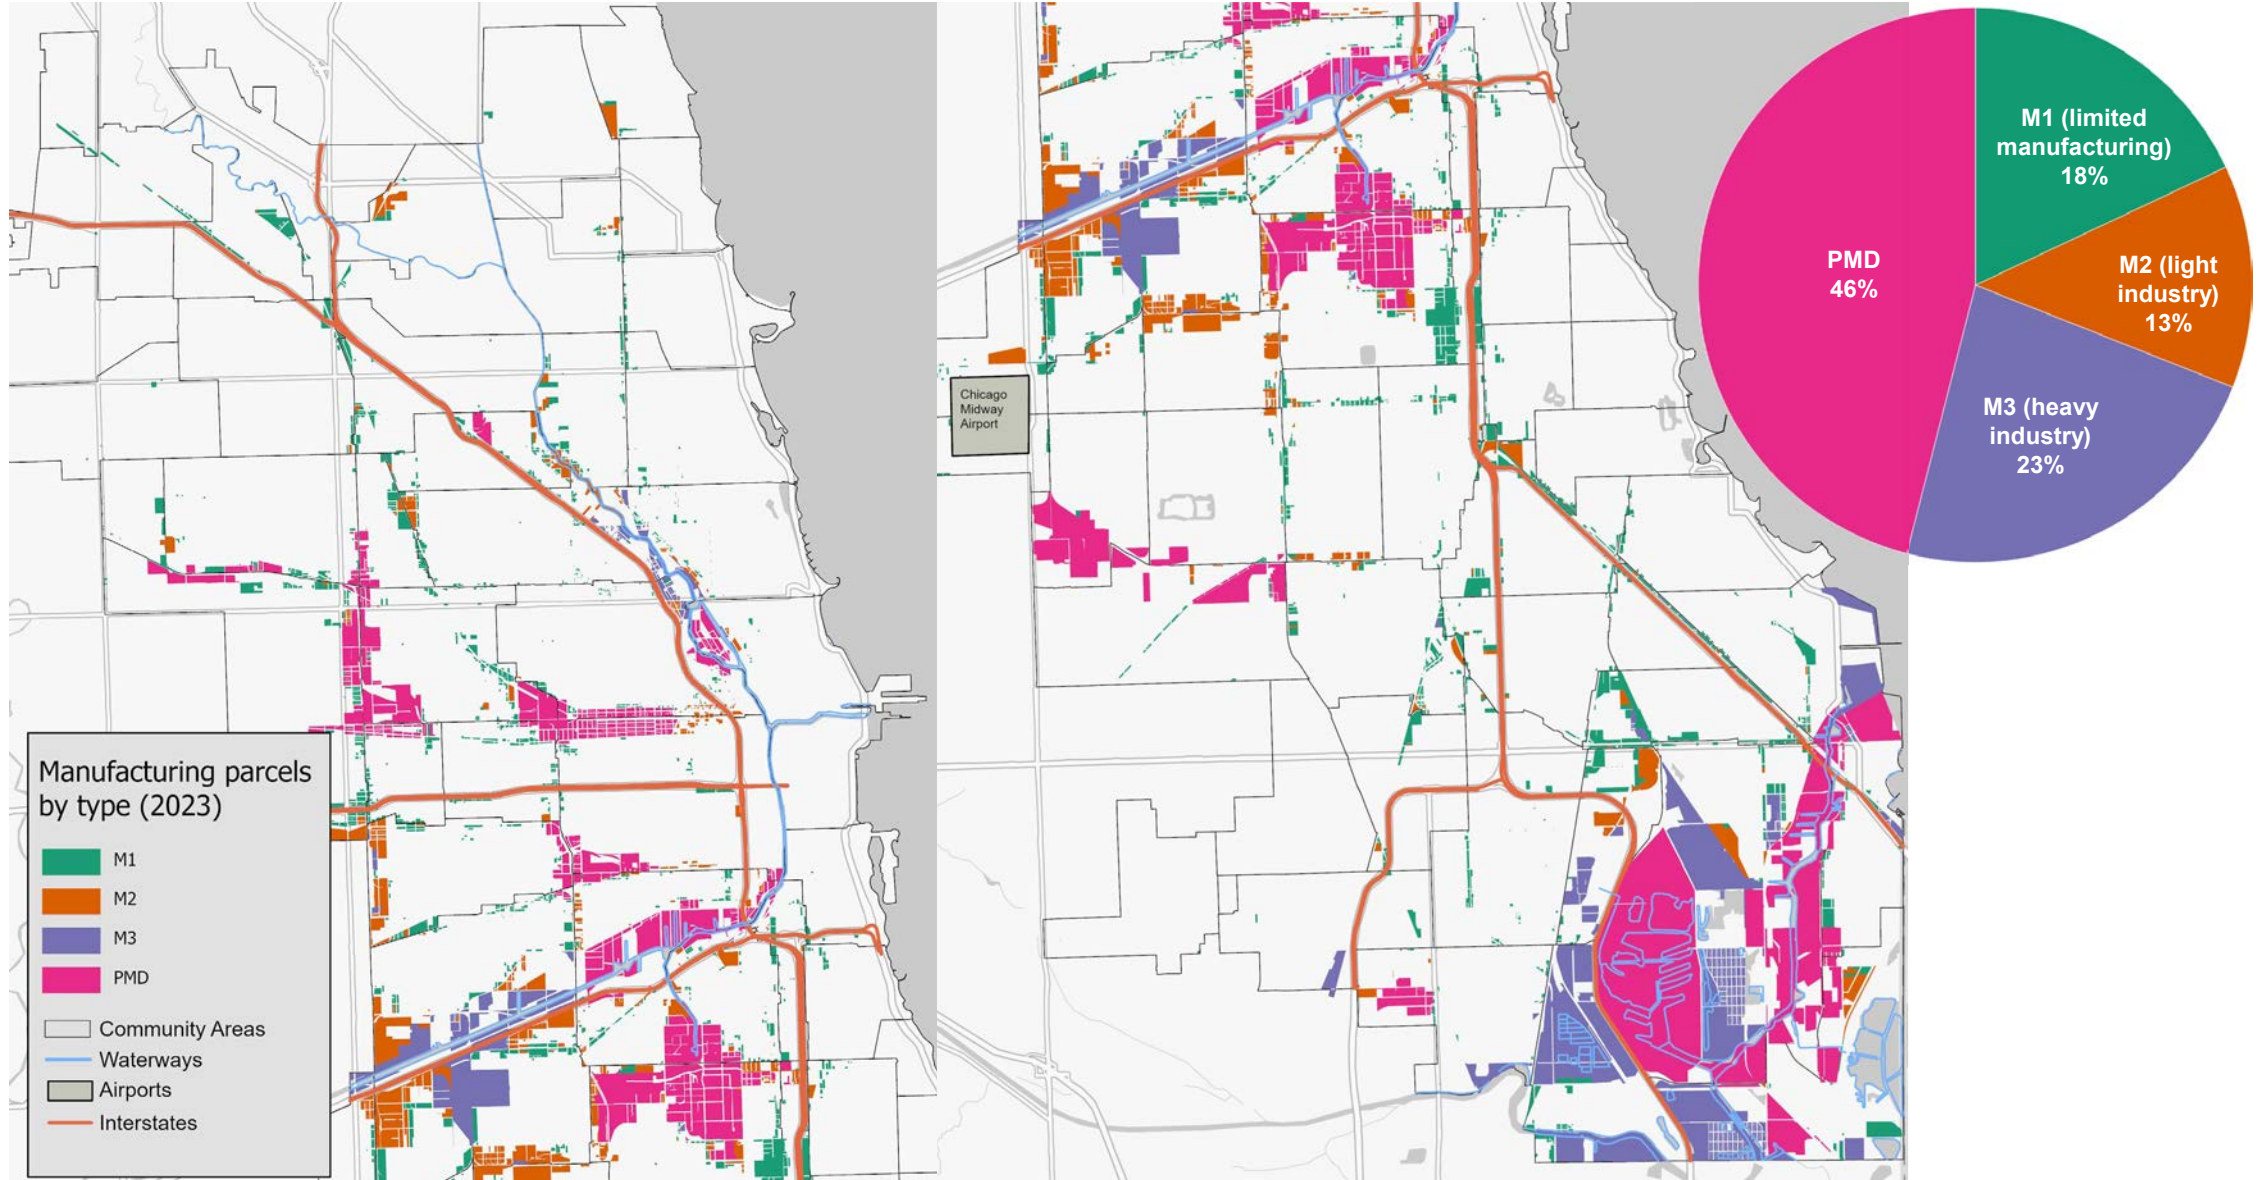 Manufacturing parcels
by type (2023)
M1
M2
M3
PMD
Community Areas
Waterways
Airports
Interstates
Chicago
Midway
Airport
M1 (limited
manufacturing)
18%
M2 (light
industry)
13%
M3 (heavy
industry)
23%
PMD
46%